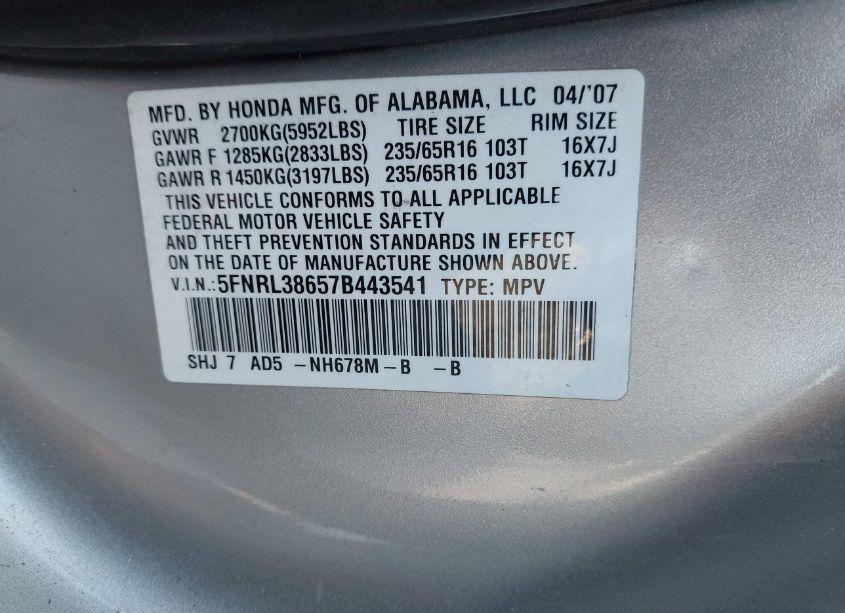 MFD. BY HONDA MFG. OF ALABAMA, LLC 04/'07
GVWR 2700KG(5952LBS) TIRE SIZE RIM SIZE
GAWR F 1285KG(2833LBS) 235/65R16 103T 16X7J
GAWR R 1450KG(3197LBS) 235/65R16 103T 16X7J
THIS VEHICLE CONFORMS TO ALL APPLICABLE
FEDERAL MOTOR VEHICLE SAFETY
AND THEFT PREVENTION STANDARDS IN EFFECT
ON THE DATE OF MANUFACTURE SHOWN ABOVE.
V.I.N.:5FNRL38657B443541 TYPE: MPV
SHJ 7 AD5 -NH678M-B -B